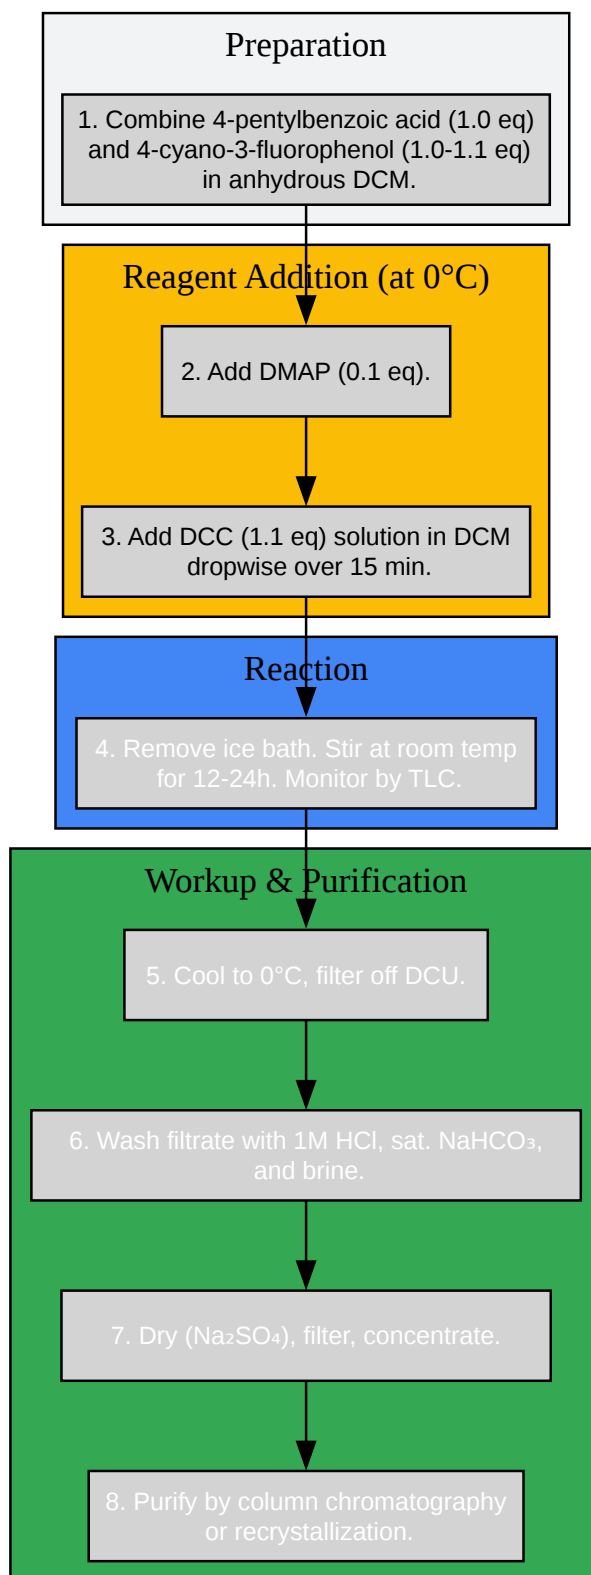 Preparation
1. Combine 4-pentylbenzoic acid (1.0 eq)
and 4-cyano-3-fluorophenol (1.0-1.1 eq)
in anhydrous DCM.
Reagent Addition (at 0°C)
2. Add DMAP (0.1 eq).
3. Add DCC (1.1 eq) solution in DCM
dropwise over 15 min.
Reaction
4. Remove ice bath. Stir at room temp
for 12-24h. Monitor by TLC.
Workup & Purification
5. Cool to 0°C, filter off DCU.
6. Wash filtrate with 1M HCl, sat. NaHCO₃,
and brine.
7. Dry (Na₂SO₄), filter, concentrate.
8. Purify by column chromatography
or recrystallization.